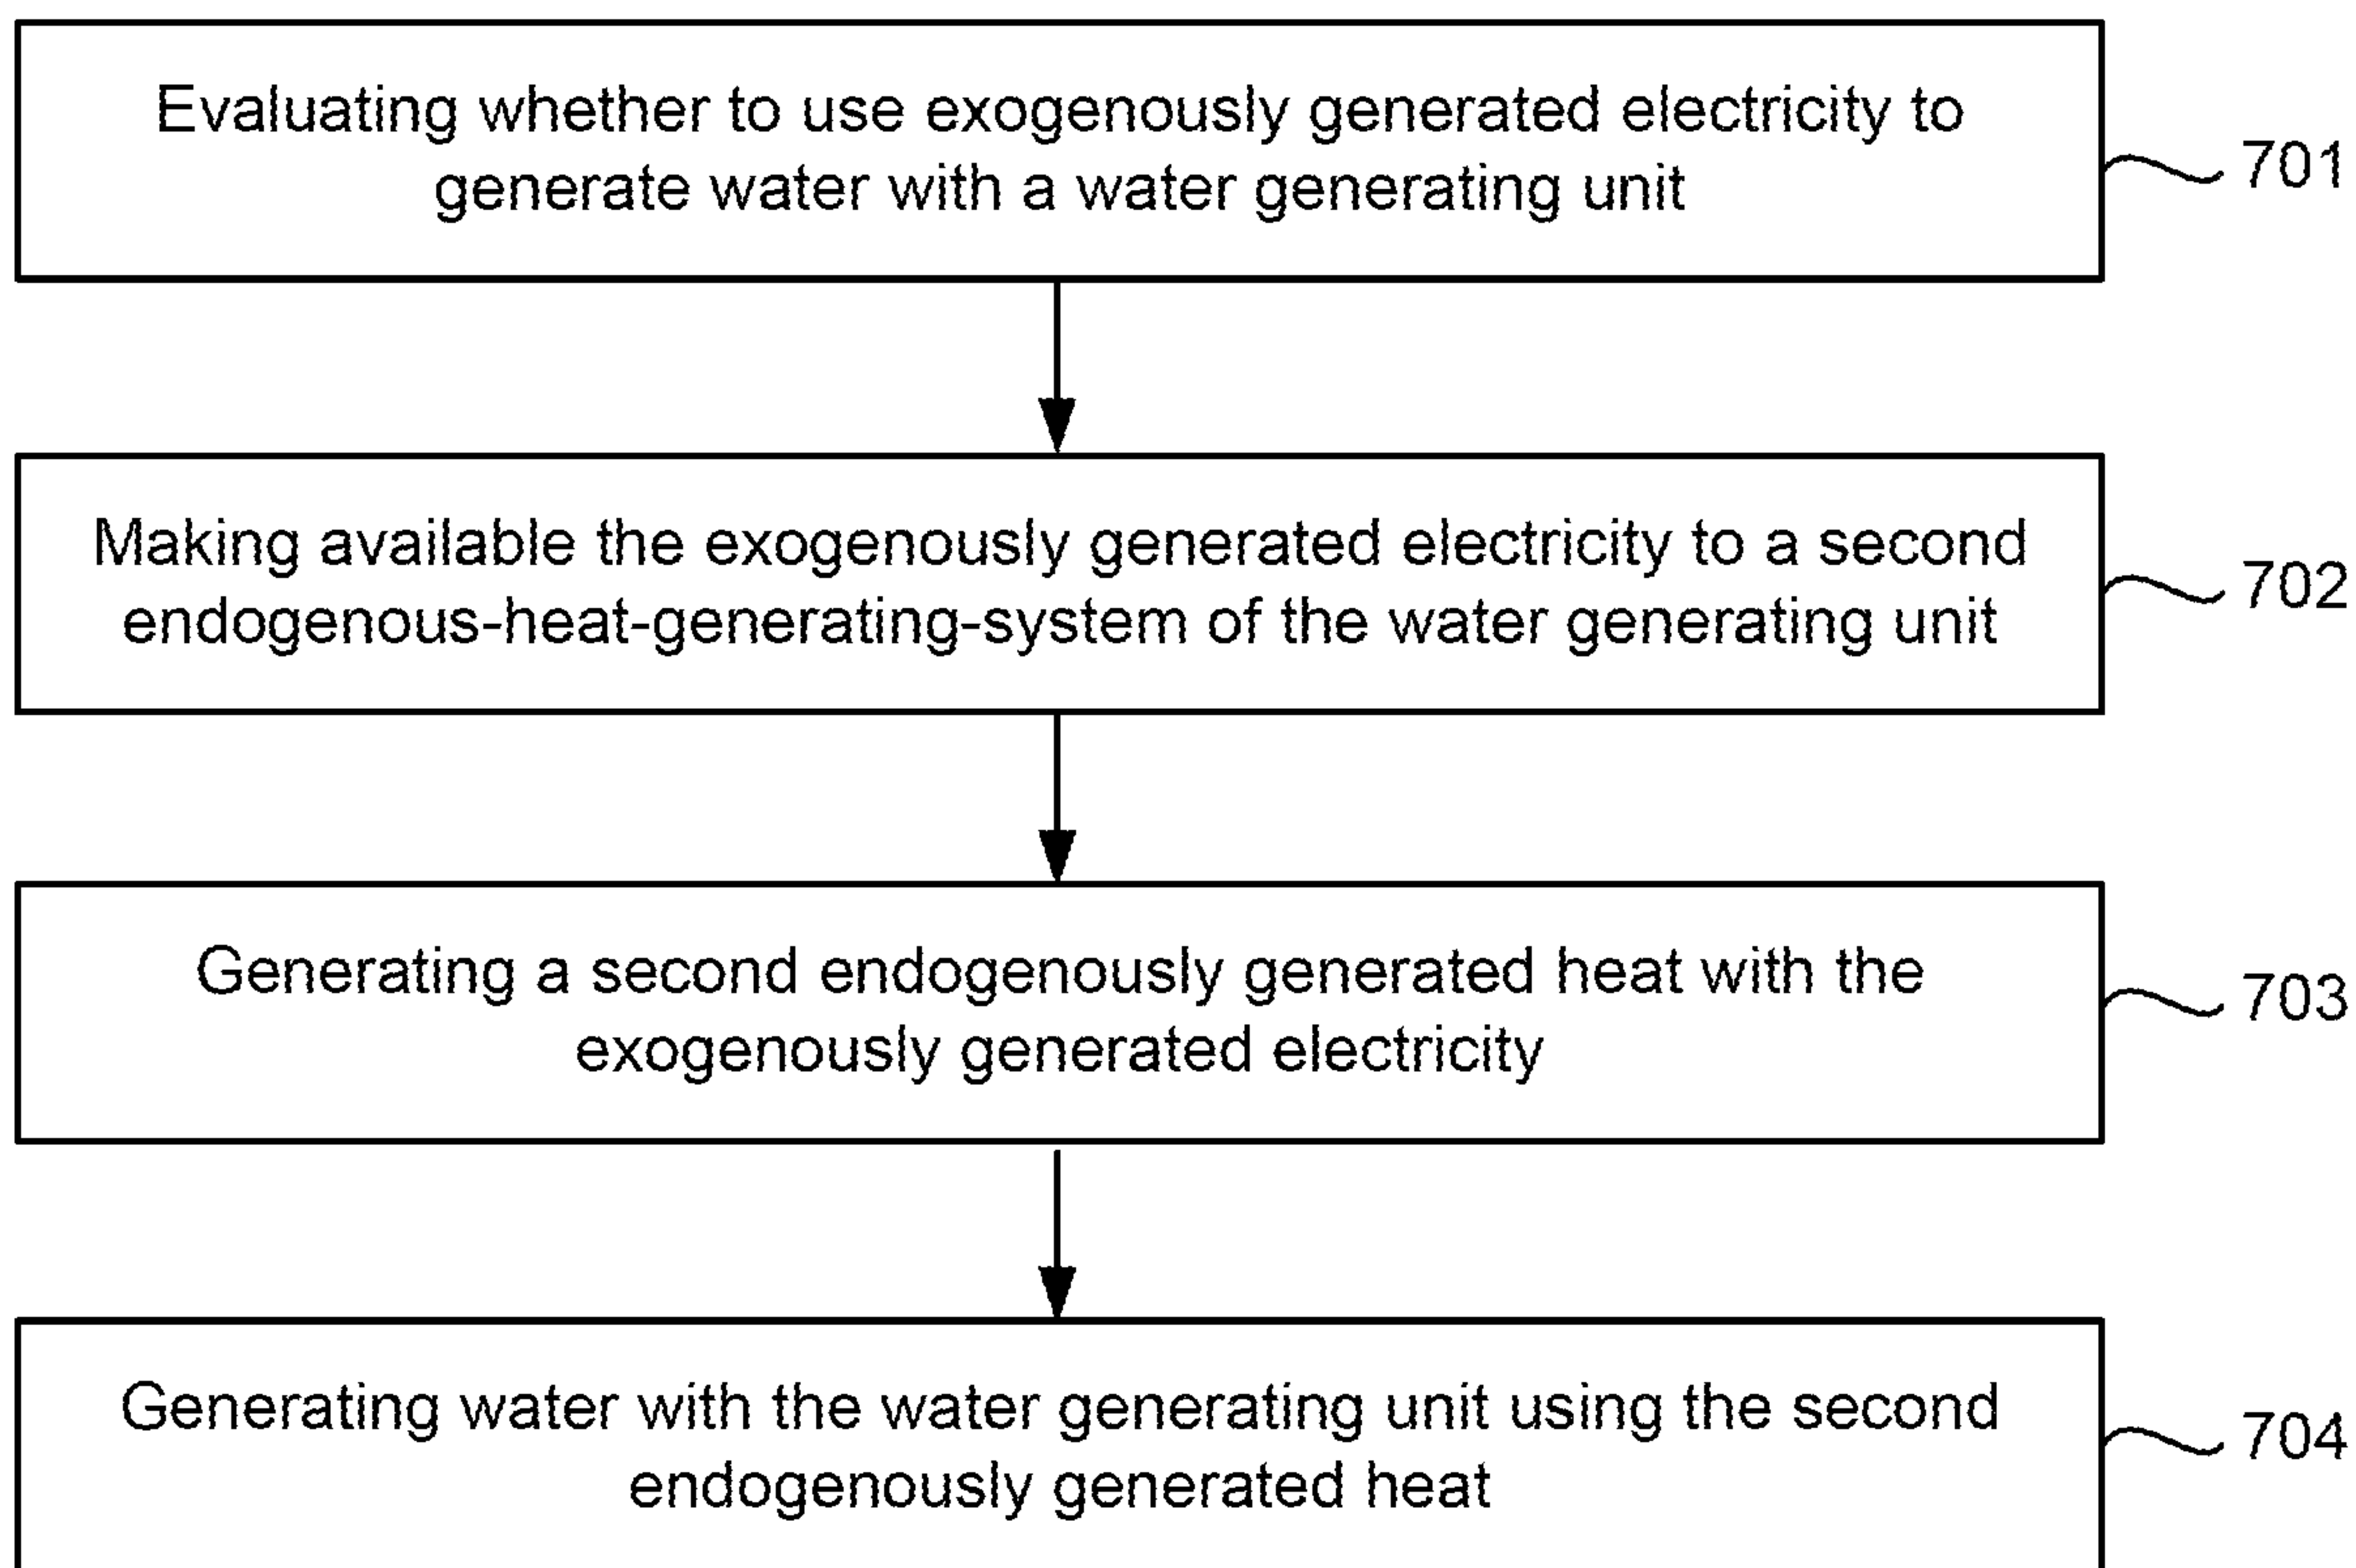 Evaluating whether to use exogenously generated electricity to
generate water with a water generating unit
701
Making available the exogenously generated electricity to a second
endogenous-heat-generating-system of the water generating unit
702
Generating a second endogenously generated heat with the
exogenously generated electricity
703
Generating water with the water generating unit using the second
endogenously generated heat
704